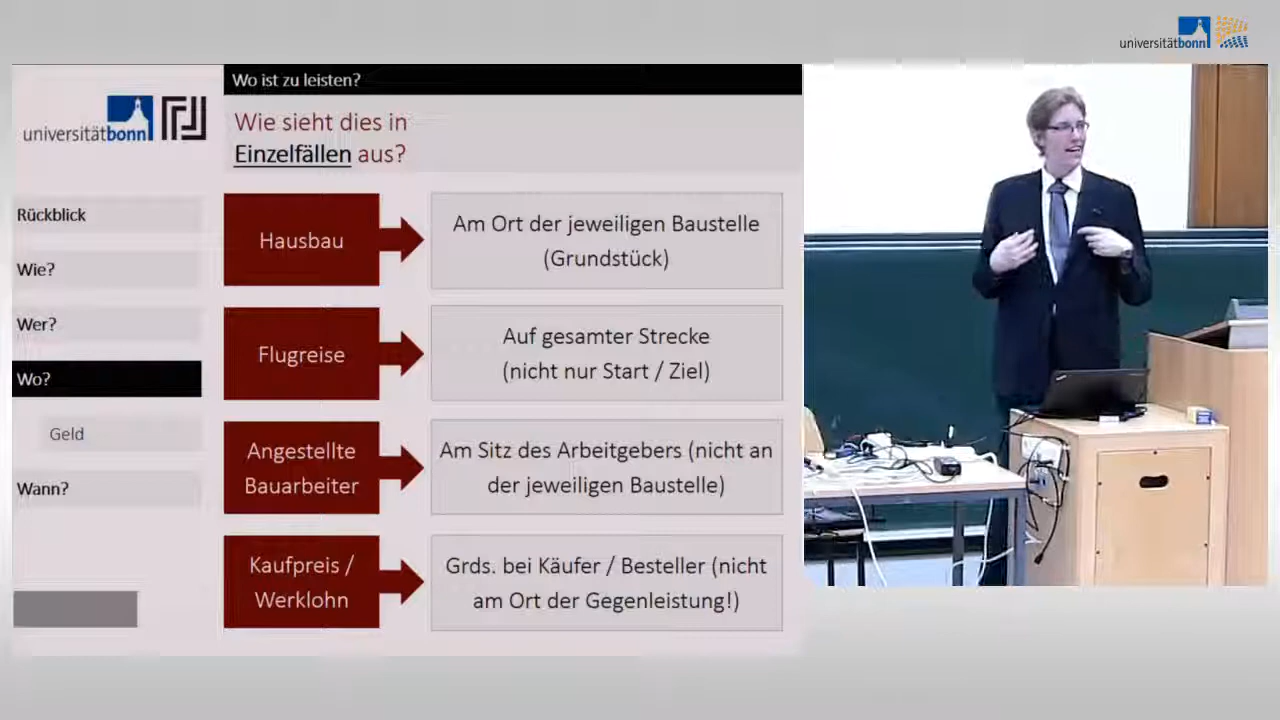 universitätbonn
Wo ist zu leisten?
universitätbonn
Wie sieht dies in
Einzelfällen aus?
Rückblick
Wie?
Wer?
Wo?
Geld
Wann?
Hausbau
Am Ort der jeweiligen Baustelle
(Grundstück)
Flugreise
Auf gesamter Strecke
(nicht nur Start / Ziel)
Angestellte
Bauarbeiter
Am Sitz des Arbeitgebers (nicht an
der jeweiligen Baustelle)
Kaufpreis /
Werklohn
Grds. bei Käufer / Besteller (nicht
am Ort der Gegenleistung!)